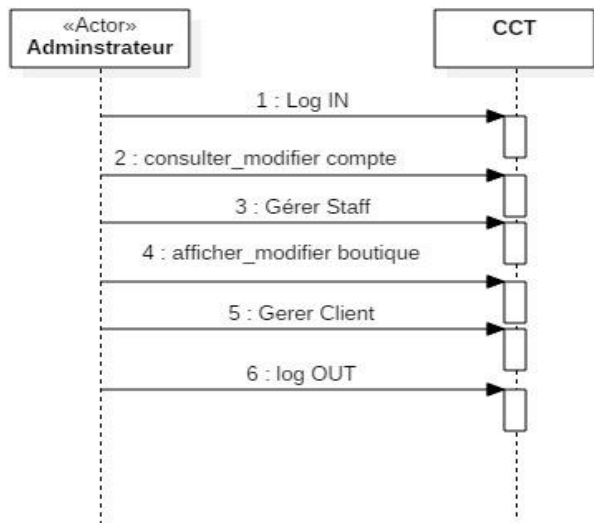 «Actor»
Adminstrateur
CCT
1 : Log IN
2 : consulter_modifier compte
3 : Gérer Staff
4 : afficher_modifier boutique
5 : Gerer Client
6 : log OUT